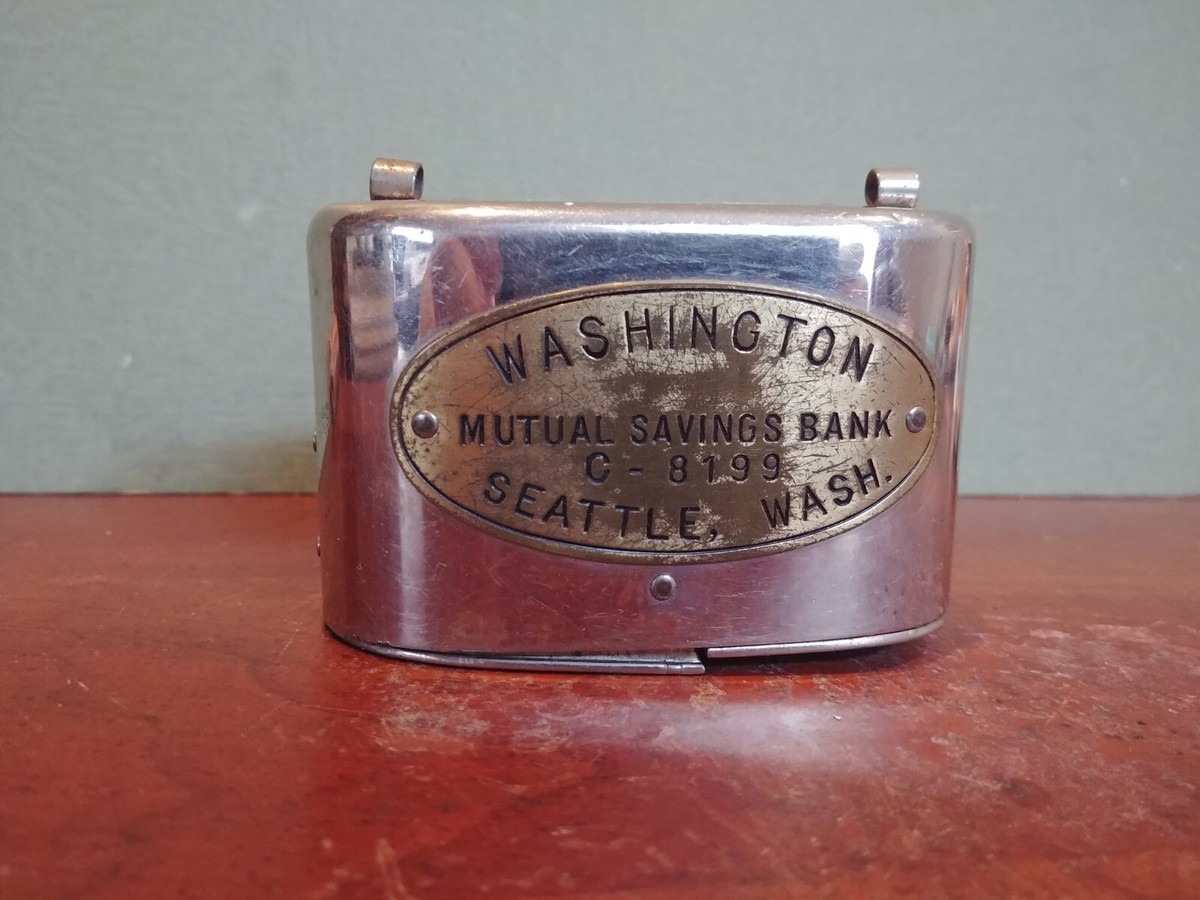 WASHINGTON
MUTUAL SAVINGS BANK
C - 8199
SEATTLE, WASH.